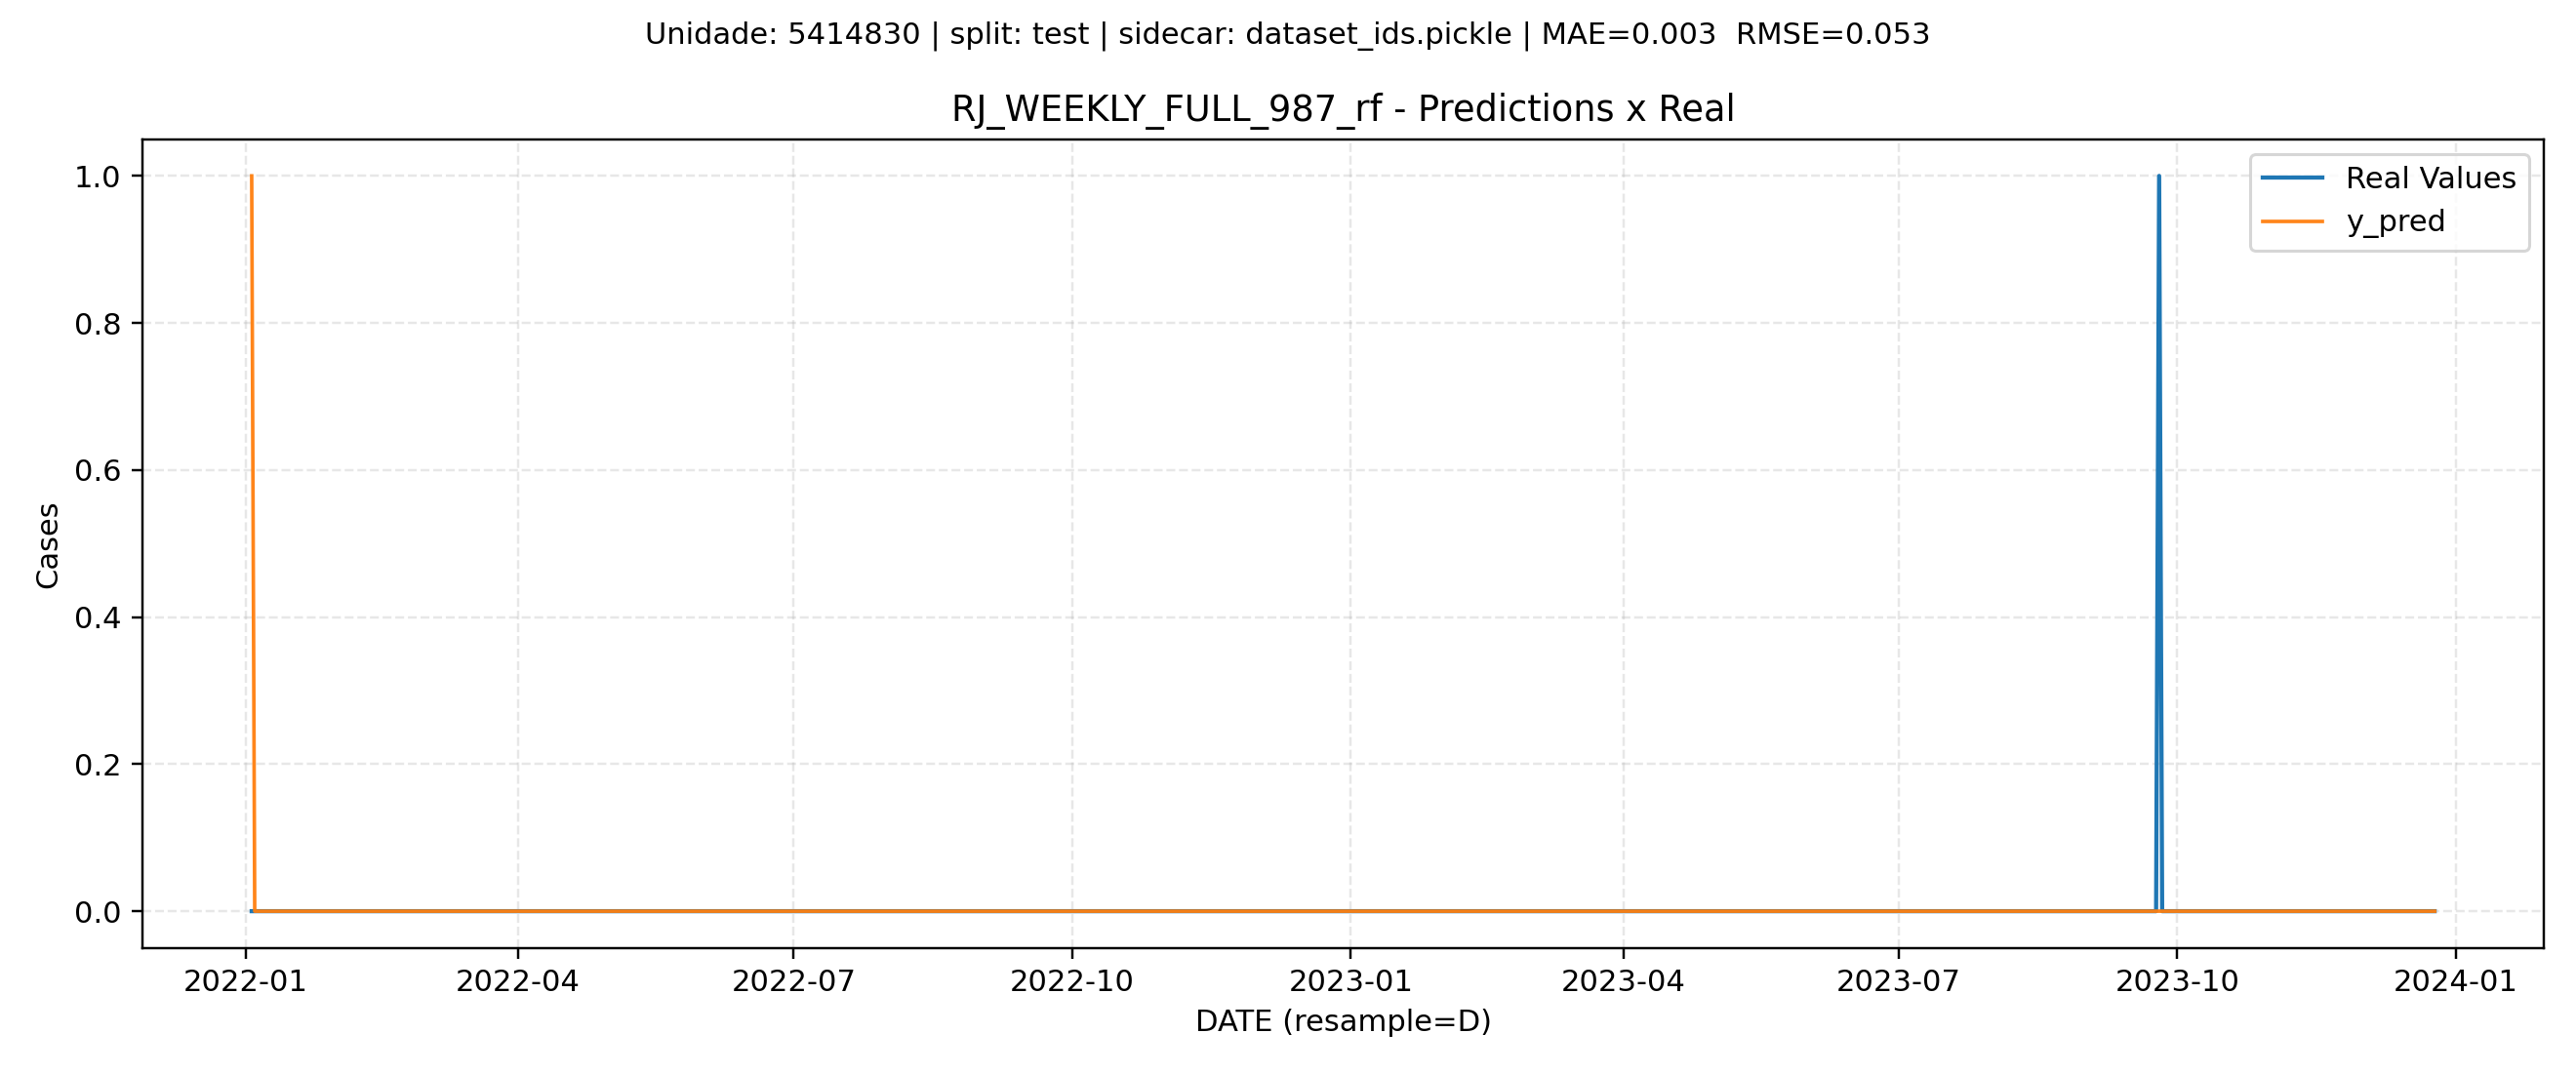 Unidade: 5414830 | split: test | sidecar: dataset_ids.pickle | MAE=0.003  RMSE=0.053
RJ_WEEKLY_FULL_987_rf - Predictions x Real
Real Values
y_pred
Cases
1.0
0.8
0.6
0.4
0.2
0.0
2022-01
2022-04
2022-07
2022-10
2023-01
2023-04
2023-07
2023-10
2024-01
DATE (resample=D)